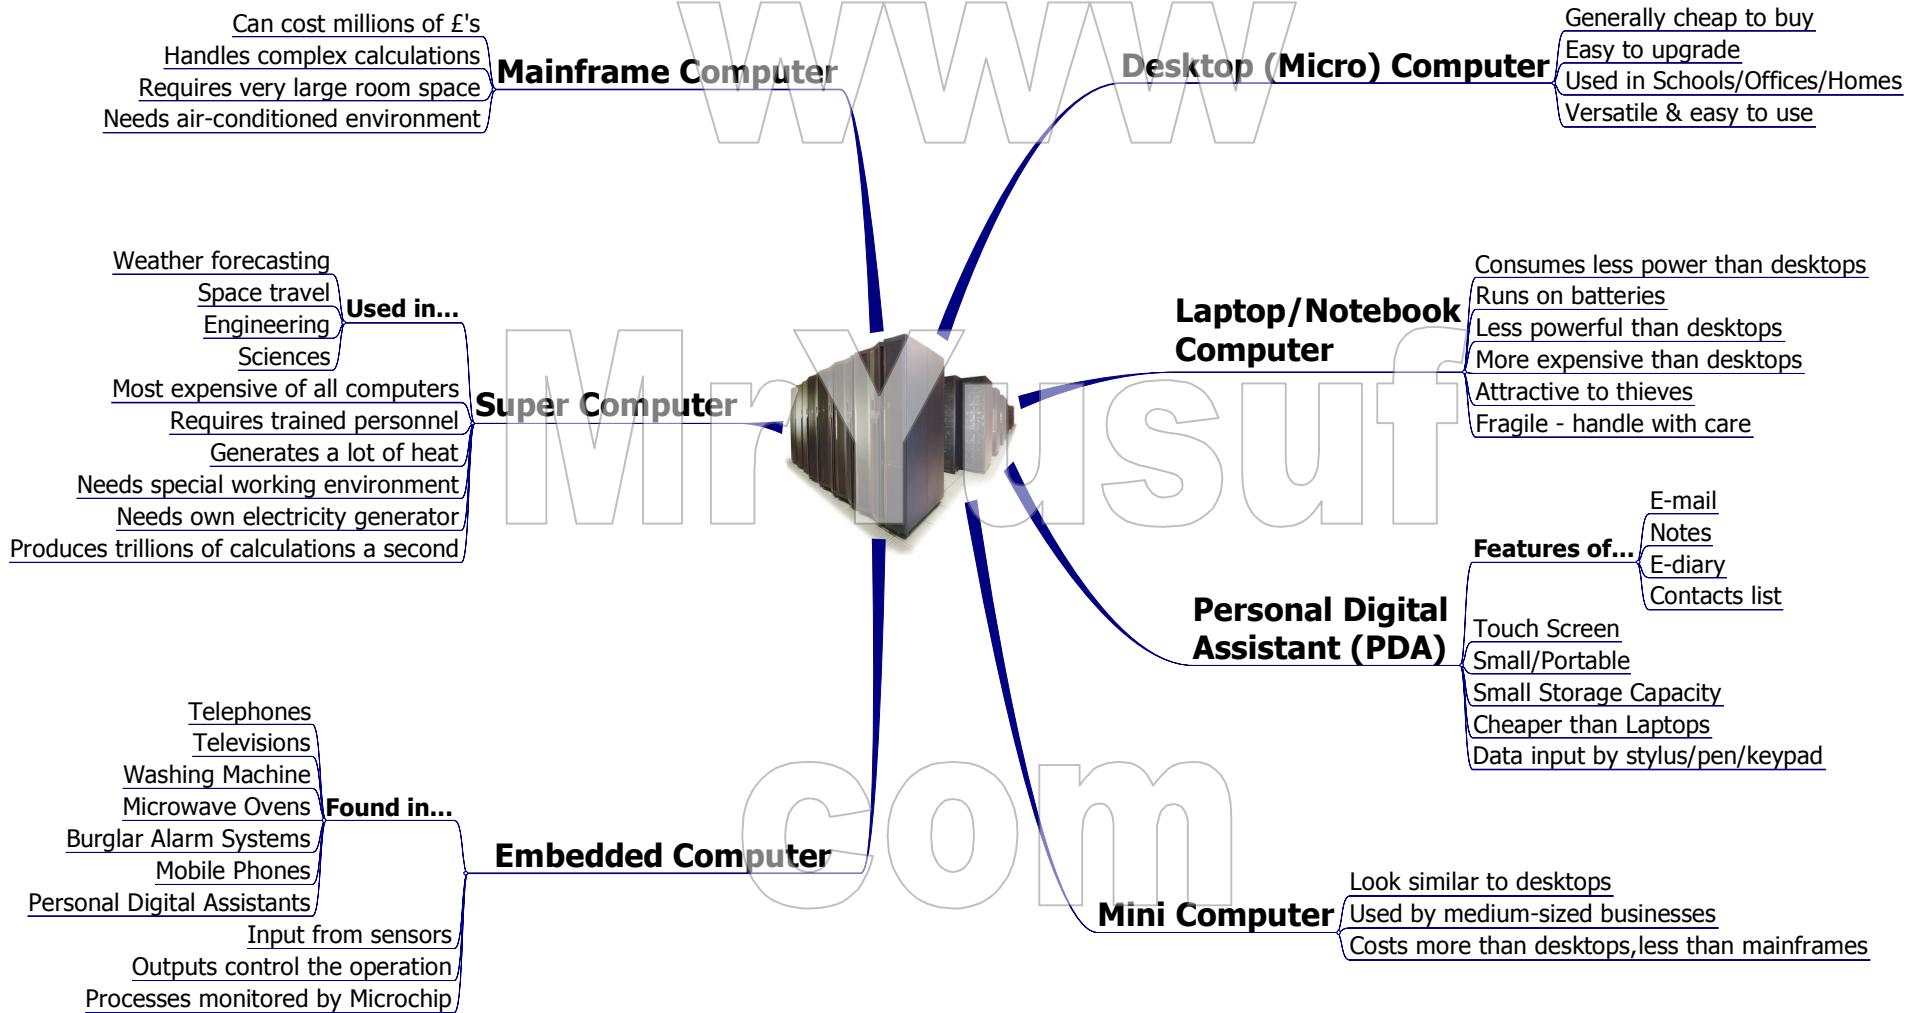 www
MrYusuf
com
Mainframe Computer
Can cost millions of £'s
Handles complex calculations
Requires very large room space
Needs air-conditioned environment
Super Computer
Used in...
Weather forecasting
Space travel
Engineering
Sciences
Most expensive of all computers
Requires trained personnel
Generates a lot of heat
Needs special working environment
Needs own electricity generator
Produces trillions of calculations a second
Embedded Computer
Found in...
Telephones
Televisions
Washing Machine
Microwave Ovens
Burglar Alarm Systems
Mobile Phones
Personal Digital Assistants
Input from sensors
Outputs control the operation
Processes monitored by Microchip
Desktop (Micro) Computer
Generally cheap to buy
Easy to upgrade
Used in Schools/Offices/Homes
Versatile & easy to use
Laptop/Notebook
Computer
Consumes less power than desktops
Runs on batteries
Less powerful than desktops
More expensive than desktops
Attractive to thieves
Fragile - handle with care
Personal Digital
Assistant (PDA)
Features of...
E-mail
Notes
E-diary
Contacts list
Touch Screen
Small/Portable
Small Storage Capacity
Cheaper than Laptops
Data input by stylus/pen/keypad
Mini Computer
Look similar to desktops
Used by medium-sized businesses
Costs more than desktops,less than mainframes